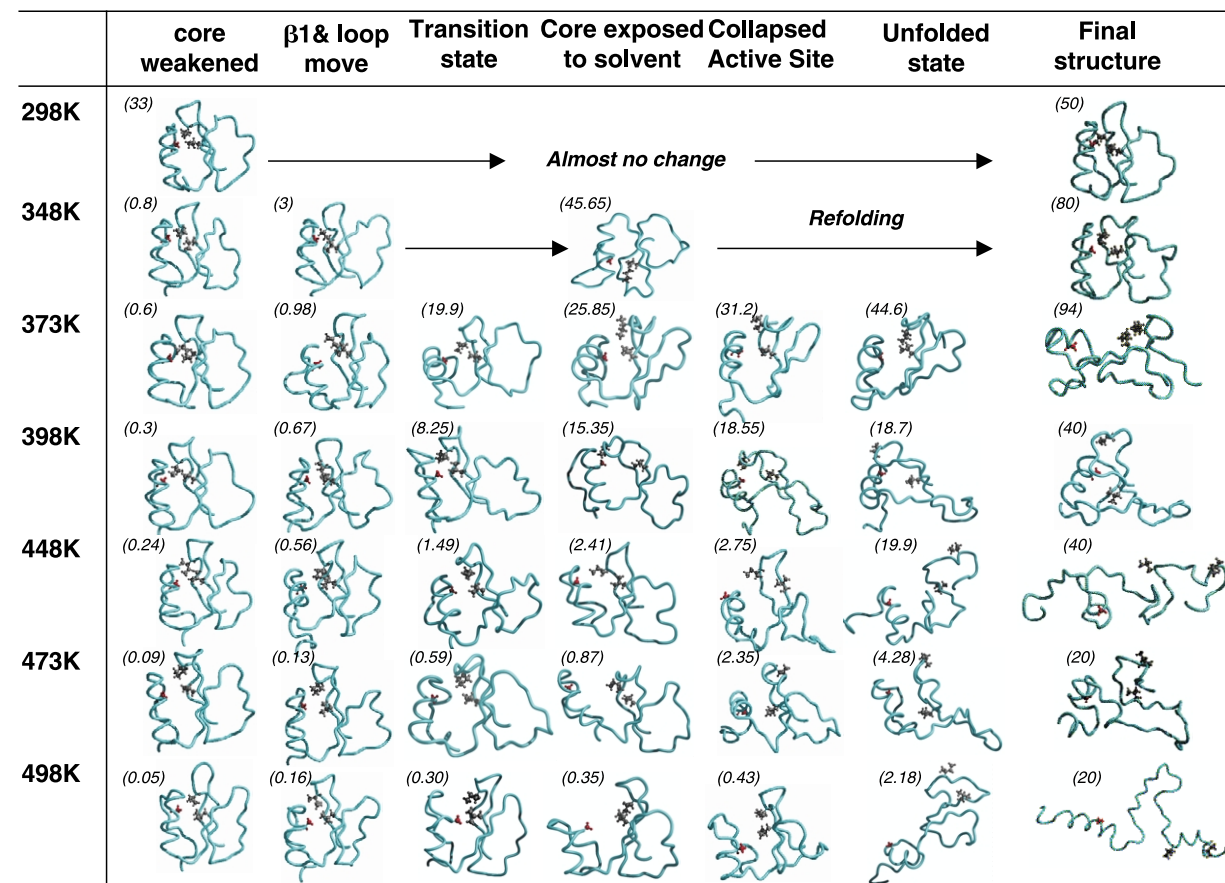 core weakened
β1& loop move
Transition state
Core exposed to solvent
Collapsed Active Site
Unfolded state
Final structure
298K
(33)
Almost no change
(50)
348K
(0.8)
(3)
(45.65)
Refolding
(80)
373K
(0.6)
(0.98)
(19.9)
(25.85)
(31.2)
(44.6)
(94)
398K
(0.3)
(0.67)
(8.25)
(15.35)
(18.55)
(18.7)
(40)
448K
(0.24)
(0.56)
(1.49)
(2.41)
(2.75)
(19.9)
(40)
473K
(0.09)
(0.13)
(0.59)
(0.87)
(2.35)
(4.28)
(20)
498K
(0.05)
(0.16)
(0.30)
(0.35)
(0.43)
(2.18)
(20)